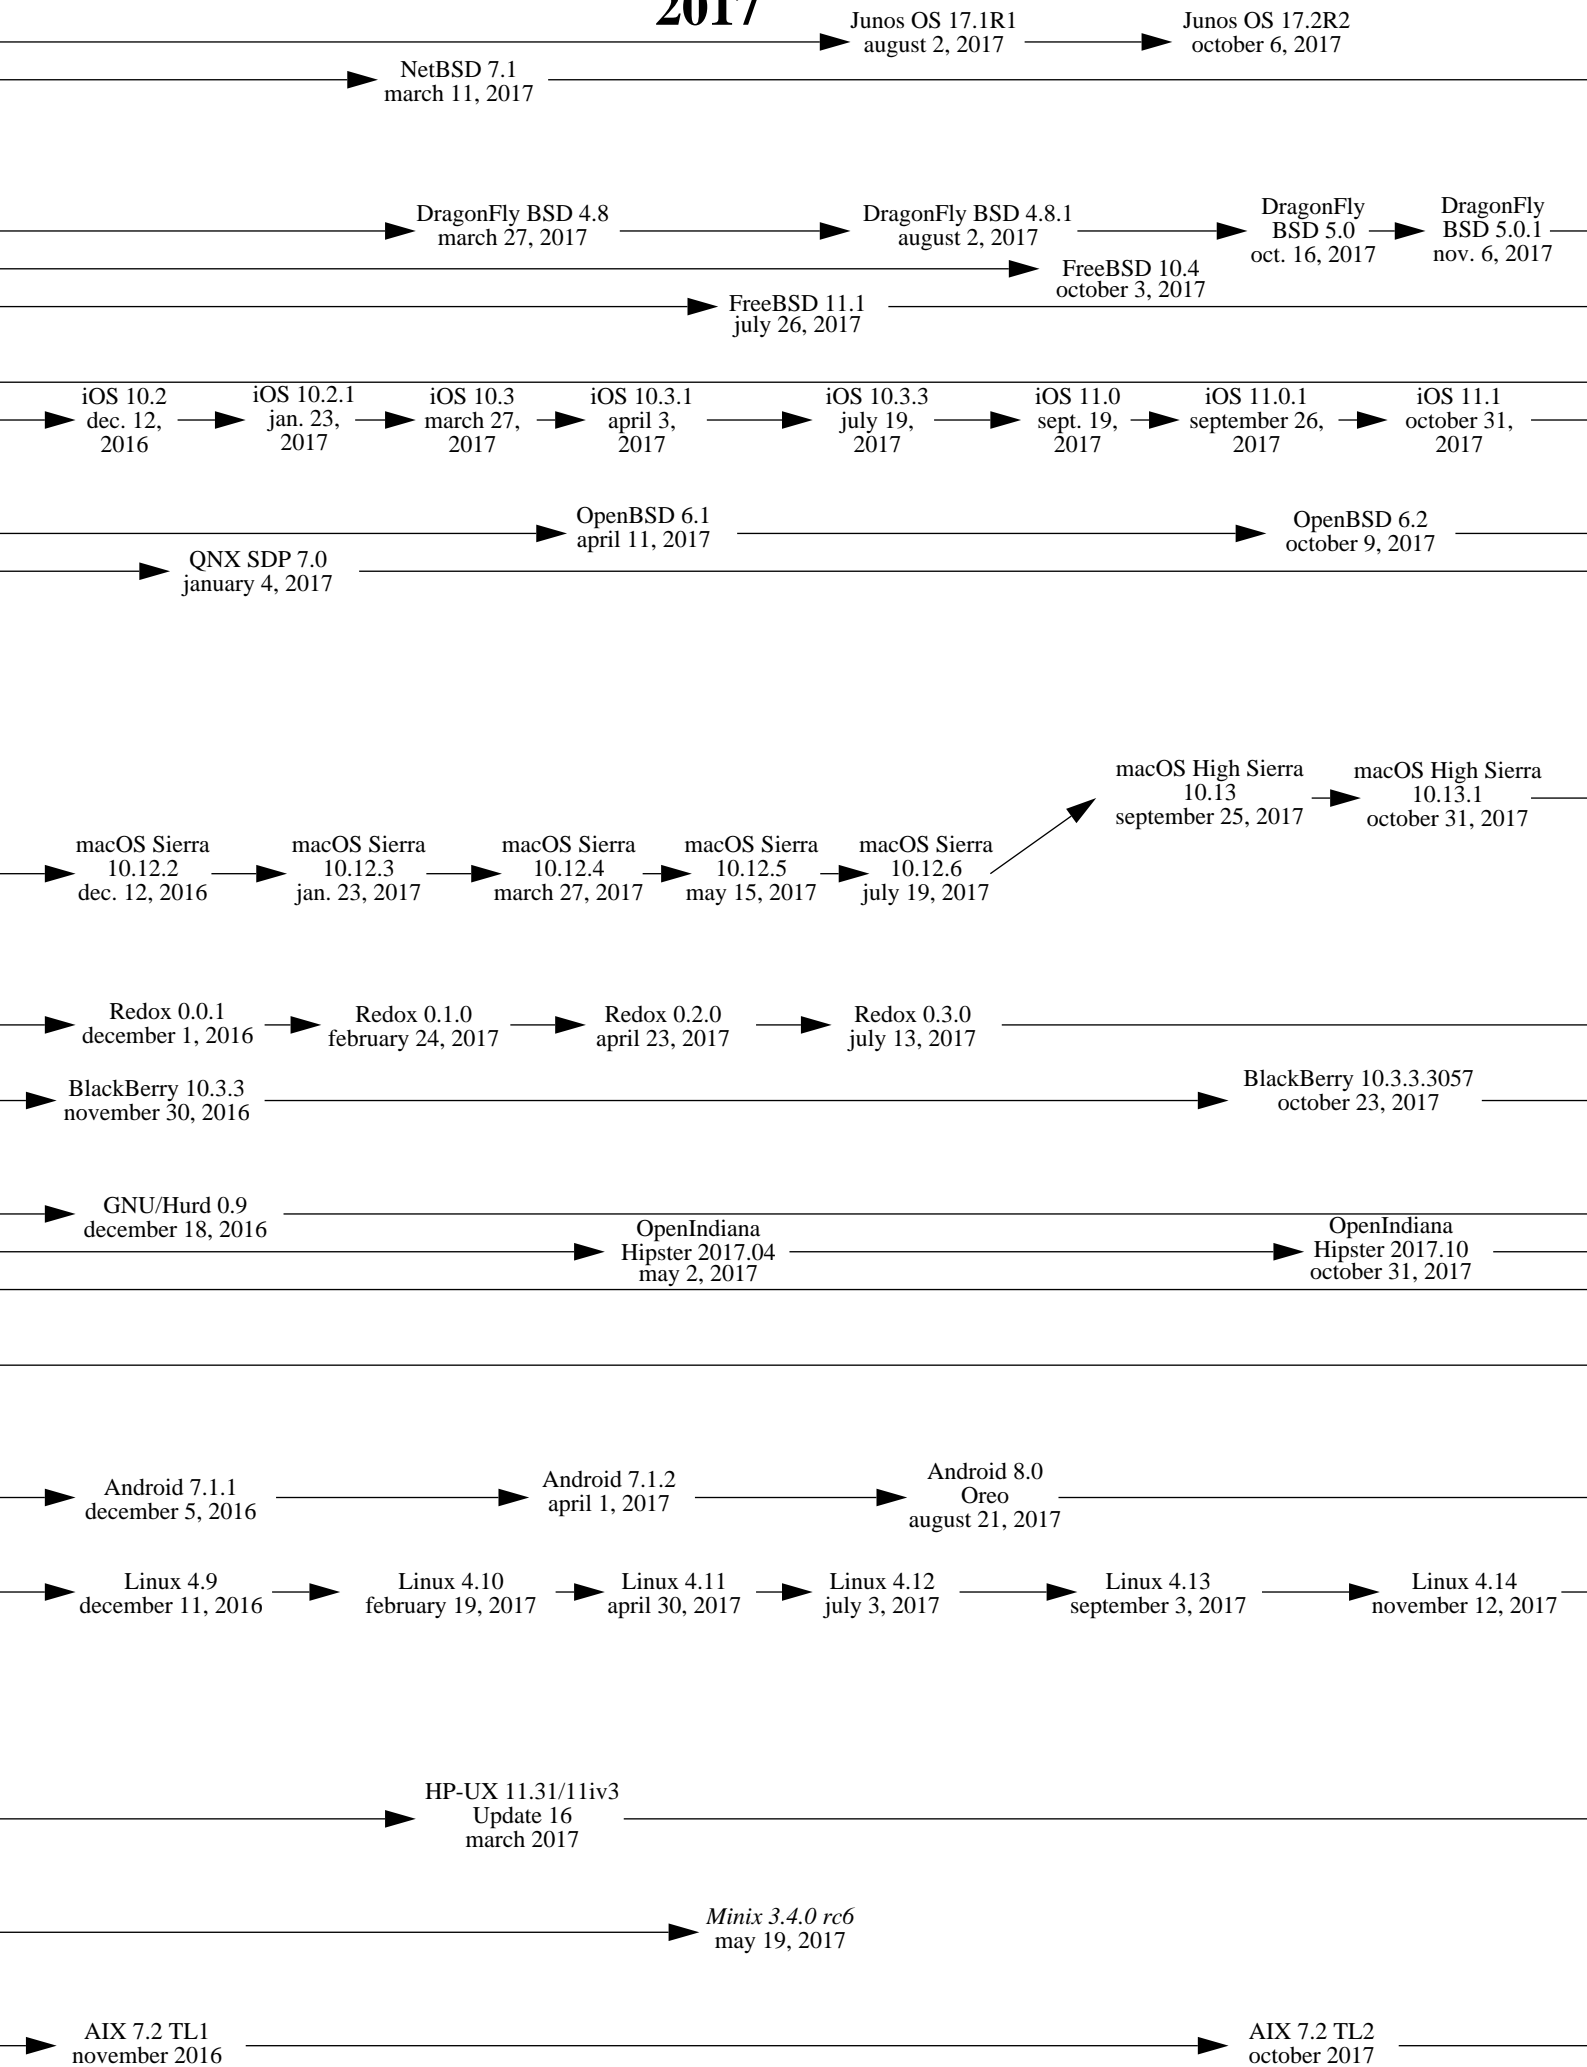 2017
Junos OS 17.1R1
august 2, 2017
Junos OS 17.2R2
october 6, 2017
NetBSD 7.1
march 11, 2017
DragonFly BSD 4.8
march 27, 2017
DragonFly BSD 4.8.1
august 2, 2017
DragonFly
BSD 5.0
oct. 16, 2017
DragonFly
BSD 5.0.1
nov. 6, 2017
FreeBSD 10.4
october 3, 2017
FreeBSD 11.1
july 26, 2017
iOS 10.2
dec. 12,
2016
iOS 10.2.1
jan. 23,
2017
iOS 10.3
march 27,
2017
iOS 10.3.1
april 3,
2017
iOS 10.3.3
july 19,
2017
iOS 11.0
sept. 19,
2017
iOS 11.0.1
september 26,
2017
iOS 11.1
october 31,
2017
OpenBSD 6.1
april 11, 2017
OpenBSD 6.2
october 9, 2017
QNX SDP 7.0
january 4, 2017
macOS High Sierra
10.13
september 25, 2017
macOS High Sierra
10.13.1
october 31, 2017
macOS Sierra
10.12.2
dec. 12, 2016
macOS Sierra
10.12.3
jan. 23, 2017
macOS Sierra
10.12.4
march 27, 2017
macOS Sierra
10.12.5
may 15, 2017
macOS Sierra
10.12.6
july 19, 2017
Redox 0.0.1
december 1, 2016
Redox 0.1.0
february 24, 2017
Redox 0.2.0
april 23, 2017
Redox 0.3.0
july 13, 2017
BlackBerry 10.3.3
november 30, 2016
BlackBerry 10.3.3.3057
october 23, 2017
GNU/Hurd 0.9
december 18, 2016
OpenIndiana
Hipster 2017.04
may 2, 2017
OpenIndiana
Hipster 2017.10
october 31, 2017
Android 7.1.1
december 5, 2016
Android 7.1.2
april 1, 2017
Android 8.0
Oreo
august 21, 2017
Linux 4.9
december 11, 2016
Linux 4.10
february 19, 2017
Linux 4.11
april 30, 2017
Linux 4.12
july 3, 2017
Linux 4.13
september 3, 2017
Linux 4.14
november 12, 2017
HP-UX 11.31/11iv3
Update 16
march 2017
Minix 3.4.0 rc6
may 19, 2017
AIX 7.2 TL1
november 2016
AIX 7.2 TL2
october 2017